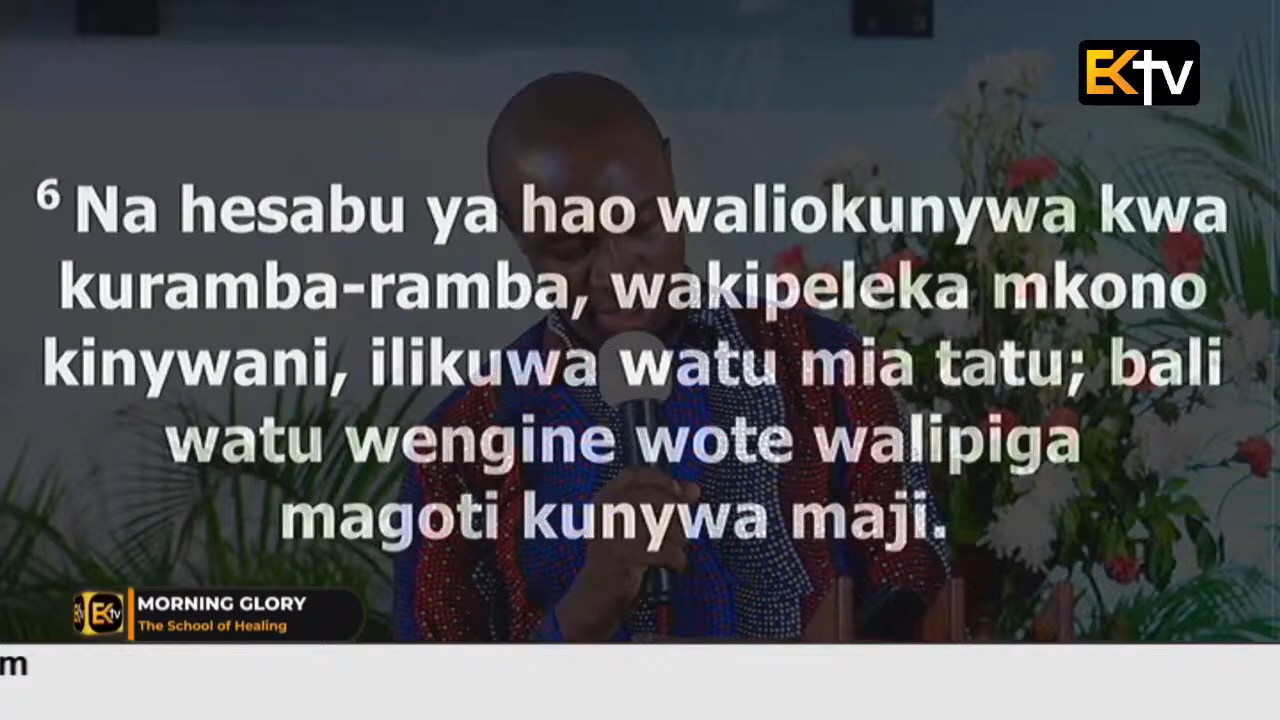 EKTV
6 Na hesabu ya hao waliokunywa kwa
kuramba-ramba, wakipeleka mkono
kinywani, ilikuwa watu mia tatu; bali
watu wengine wote walipiga
magoti kunywa maji.
EKTV
MORNING GLORY
The School of Healing
m